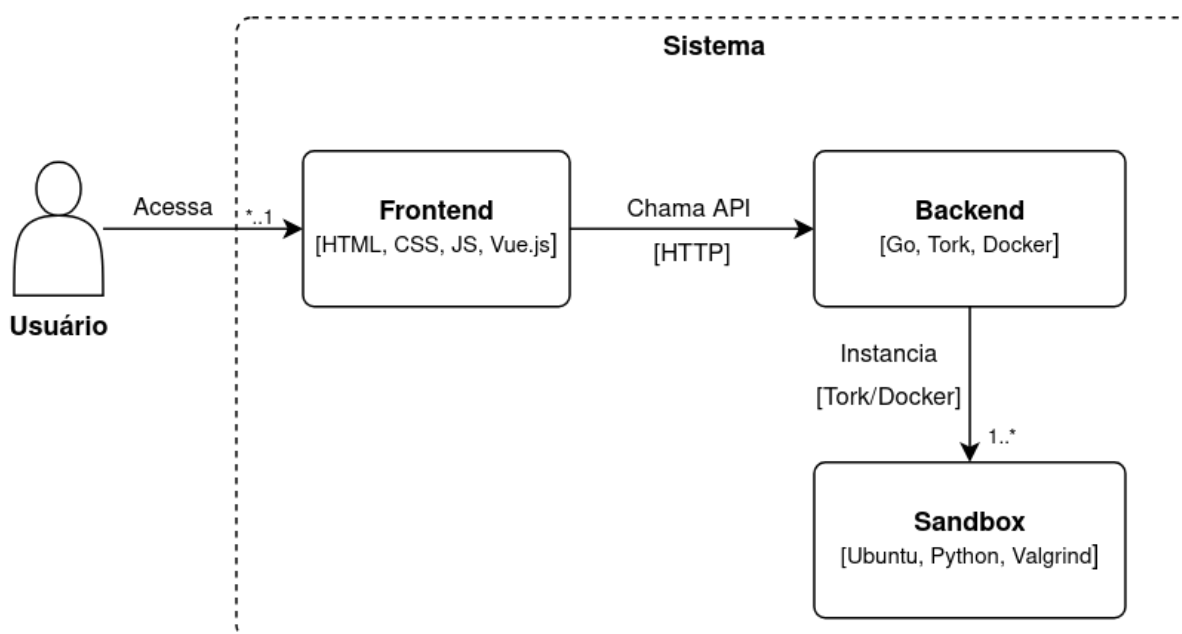 Sistema
Acessa
*..1
Frontend
[HTML, CSS, JS, Vue.js]
Chama API
[HTTP]
Backend
[Go, Tork, Docker]
Usuário
Instancia
[Tork/Docker]
1..*
Sandbox
[Ubuntu, Python, Valgrind]